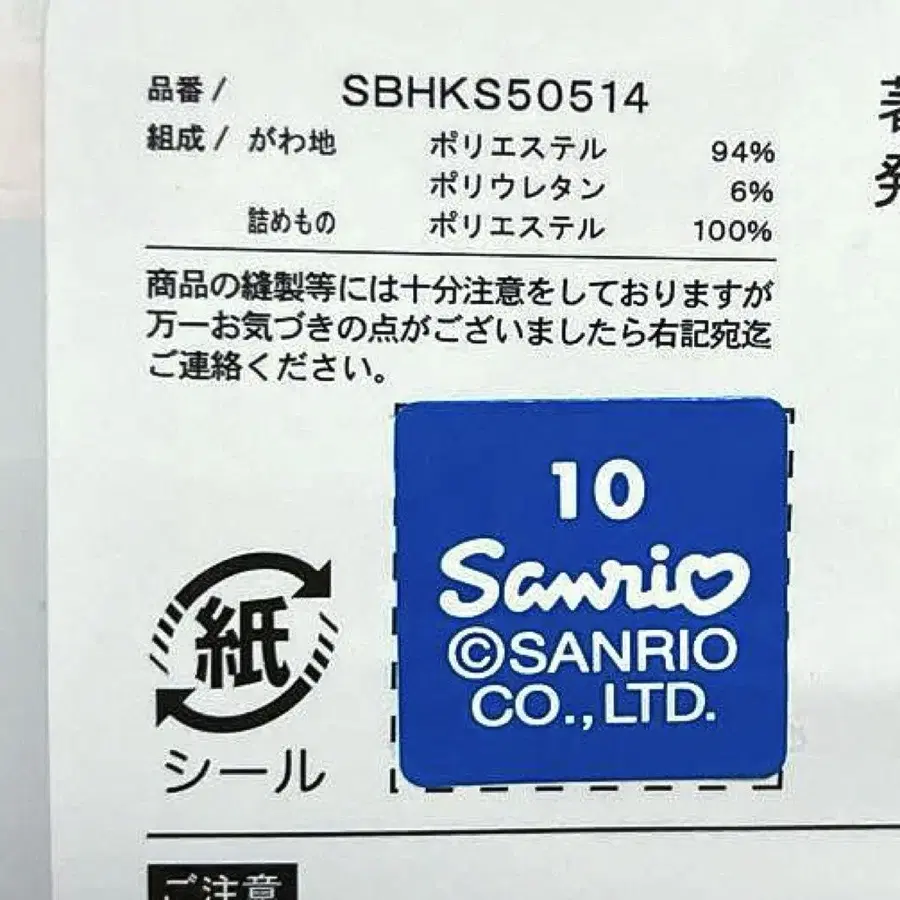 品番 / SBHKS50514
組成 / がわ地 ポリエステル 94%
ポリウレタン 6%
詰めもの ポリエステル 100%
商品の縫製等には十分注意をしておりますが
万一お気づきの点がございましたら右記宛迄
ご連絡ください。
10
Sanrio
©SANRIO
CO., LTD.
紙
シール
ご注意